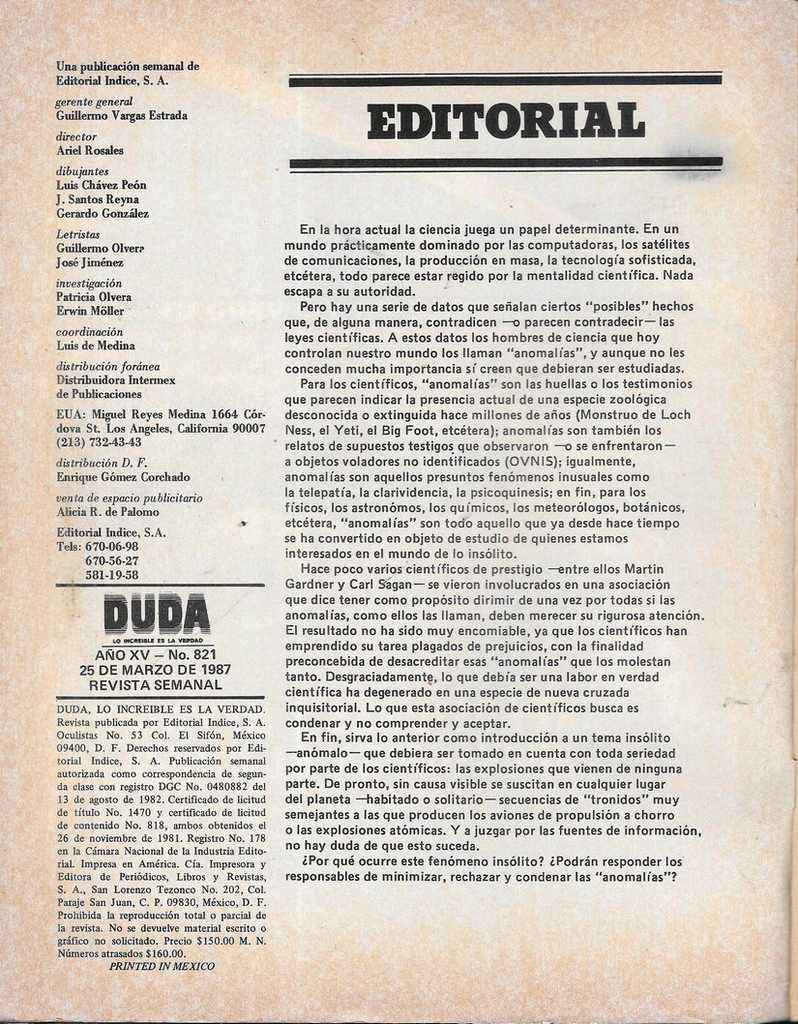 Una publicación semanal de
Editorial Indice, S. A.
gerente general
Guillermo Vargas Estrada
director
Ariel Rosales
dibujantes
Luis Chávez Peón
J. Santos Reyna
Gerardo González
Letristas
Guillermo Olvera
José Jiménez
investigación
Patricia Olvera
Erwin Möller
coordinación
Luis de Medina
distribución foránea
Distribuidora Intermex
de Publicaciones
EUA: Miguel Reyes Medina 1664 Cór-
dova St. Los Angeles, California 90007
(213) 732-43-43
distribución D. F.
Enrique Gómez Corchado
venta de espacio publicitario
Alicia R. de Palomo
Editorial Indice, S.A.
Tels: 670-06-98
670-56-27
581-19-58
DUDA
LO INCREIBLE ES LA VERDAD
AÑO XV – No. 821
25 DE MARZO DE 1987
REVISTA SEMANAL
DUDA, LO INCREIBLE ES LA VERDAD.
Revista publicada por Editorial Indice, S. A.
Oculistas No. 53 Col. El Sifón, México
09400, D. F. Derechos reservados por Edi-
torial Indice, S. A. Publicación semanal
autorizada como correspondencia de segun-
da clase con registro DGC No. 0480882 del
13 de agosto de 1982. Certificado de licitud
de título No. 1470 y certificado de licitud
de contenido No. 818, ambos obtenidos el
26 de noviembre de 1981. Registro No. 178
en la Cámara Nacional de la Industria Edito-
rial. Impresa en América. Cía. Impresora y
Editora de Periódicos, Libros y Revistas,
S. A., San Lorenzo Tezonco No. 202, Col.
Paraje San Juan, C. P. 09830, México, D. F.
Prohibida la reproducción total o parcial de
la revista. No se devuelve material escrito o
gráfico no solicitado. Precio $150.00 M. N.
Números atrasados $160.00.
PRINTED IN MEXICO
EDITORIAL
En la hora actual la ciencia juega un papel determinante. En un
mundo prácticamente dominado por las computadoras, los satélites
de comunicaciones, la producción en masa, la tecnología sofisticada,
etcétera, todo parece estar regido por la mentalidad científica. Nada
escapa a su autoridad.
Pero hay una serie de datos que señalan ciertos "posibles" hechos
que, de alguna manera, contradicen —o parecen contradecir— las
leyes científicas. A estos datos los hombres de ciencia que hoy
controlan nuestro mundo los llaman "anomalías", y aunque no les
conceden mucha importancia sí creen que debieran ser estudiadas.
Para los científicos, "anomalías" son las huellas o los testimonios
que parecen indicar la presencia actual de una especie zoológica
desconocida o extinguida hace millones de años (Monstruo de Loch
Ness, el Yeti, el Big Foot, etcétera); anomalías son también los
relatos de supuestos testigos que observaron —o se enfrentaron—
a objetos voladores no identificados (OVNIS); igualmente,
anomalías son aquellos presuntos fenómenos inusuales como
la telepatía, la clarividencia, la psicoquinesis; en fin, para los
físicos, los astrónomos, los químicos, los meteorólogos, botánicos,
etcétera, "anomalías" son todo aquello que ya desde hace tiempo
se ha convertido en objeto de estudio de quienes estamos
interesados en el mundo de lo insólito.
Hace poco varios científicos de prestigio —entre ellos Martin
Gardner y Carl Sagan— se vieron involucrados en una asociación
que dice tener como propósito dirimir de una vez por todas si las
anomalías, como ellos las llaman, deben merecer su rigurosa atención.
El resultado no ha sido muy encomiable, ya que los científicos han
emprendido su tarea plagados de prejuicios, con la finalidad
preconcebida de desacreditar esas "anomalías" que los molestan
tanto. Desgraciadamente, lo que debía ser una labor en verdad
científica ha degenerado en una especie de nueva cruzada
inquisitorial. Lo que esta asociación de científicos busca es
condenar y no comprender y aceptar.
En fin, sirva lo anterior como introducción a un tema insólito
—anómalo— que debiera ser tomado en cuenta con toda seriedad
por parte de los científicos: las explosiones que vienen de ninguna
parte. De pronto, sin causa visible se suscitan en cualquier lugar
del planeta —habitado o solitario— secuencias de "tronidos" muy
semejantes a las que producen los aviones de propulsión a chorro
o las explosiones atómicas. Y a juzgar por las fuentes de información,
no hay duda de que esto suceda.
¿Por qué ocurre este fenómeno insólito? ¿Podrán responder los
responsables de minimizar, rechazar y condenar las "anomalías"?